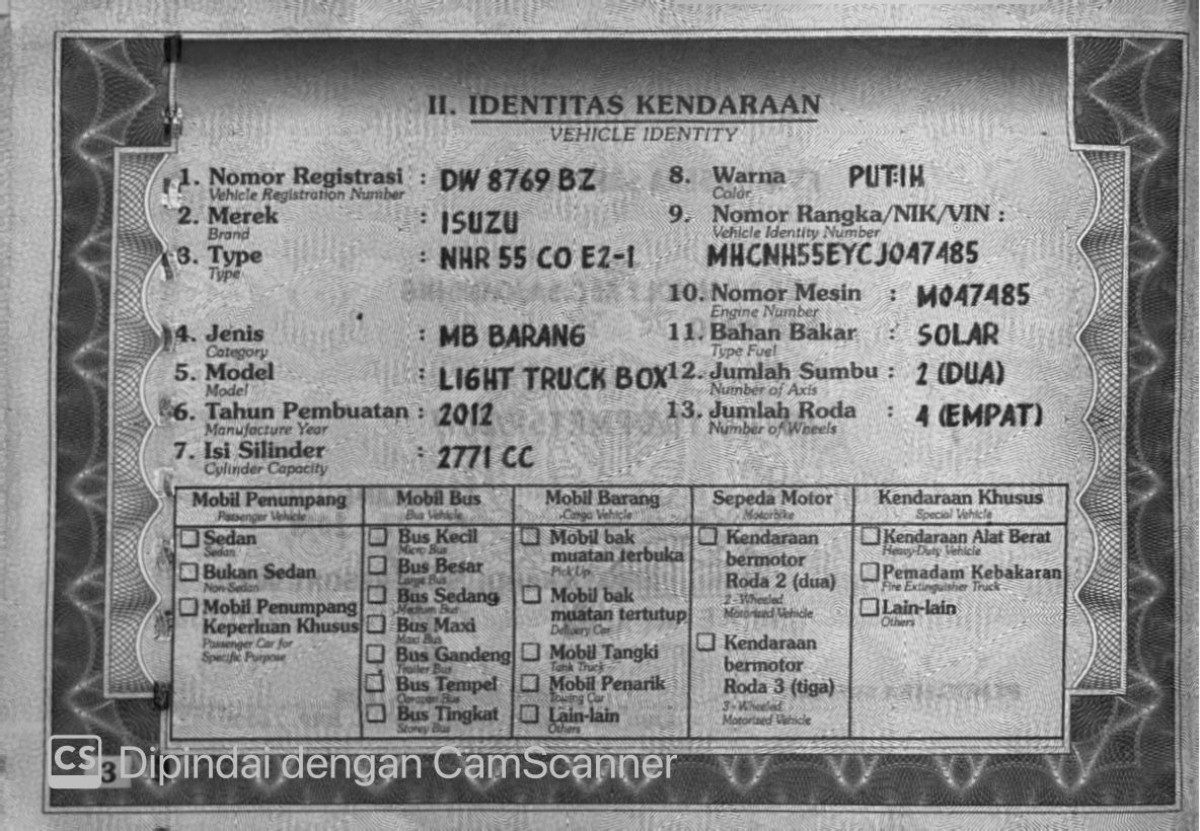 II. IDENTITAS KENDARAAN
VEHICLE IDENTITY
1. Nomor Registrasi : DW 8769 BZ
Vehicle Registration Number
2. Merek : ISUZU
Brand
3. Type : NHR 55 CO E2-1
Type
4. Jenis : MB BARANG
Category
5. Model : LIGHT TRUCK BOX
Model
6. Tahun Pembuatan : 2012
Manufacture Year
7. Isi Silinder : 2771 CC
Cylinder Capacity
8. Warna PUTIH
Color
9. Nomor Rangka/NIK/VIN :
Vehicle Identity Number
MHCNH55EYCJ047485
10. Nomor Mesin : M047485
Engine Number
11. Bahan Bakar : SOLAR
Type Fuel
12. Jumlah Sumbu : 2 (DUA)
Number of Axis
13. Jumlah Roda : 4 (EMPAT)
Number of Wheels
Mobil Penumpang
Passenger Vehicle
Sedan
Sedan
Bukan Sedan
Non-Sedan
Mobil Penumpang
Keperluan Khusus
Passenger Car for
Specific Purpose
Mobil Bus
Bus Vehicle
Bus Kecil
Micro Bus
Bus Besar
Large Bus
Bus Sedang
Medium Bus
Bus Maxi
Maxi Bus
Bus Gandeng
Trailer Bus
Bus Tempel
Bus
Bus Tingkat
Storey Bus
Mobil Barang
Cargo Vehicle
Mobil bak
muatan terbuka
Pick Up
Mobil bak
muatan tertutup
Delivery Car
Mobil Tangki
Tank Truck
Mobil Penarik
Towing Car
Lain-lain
Others
Sepeda Motor
Motorbike
Kendaraan
bermotor
Roda 2 (dua)
2-Wheeled
Motorized Vehicle
Kendaraan
bermotor
Roda 3 (tiga)
3-Wheeled
Motorized Vehicle
Kendaraan Khusus
Special Vehicle
Kendaraan Alat Berat
Heavy-Duty Vehicle
Pemadam Kebakaran
Fire Extinguisher Truck
Lain-lain
Others
3
CS Dipindai dengan CamScanner